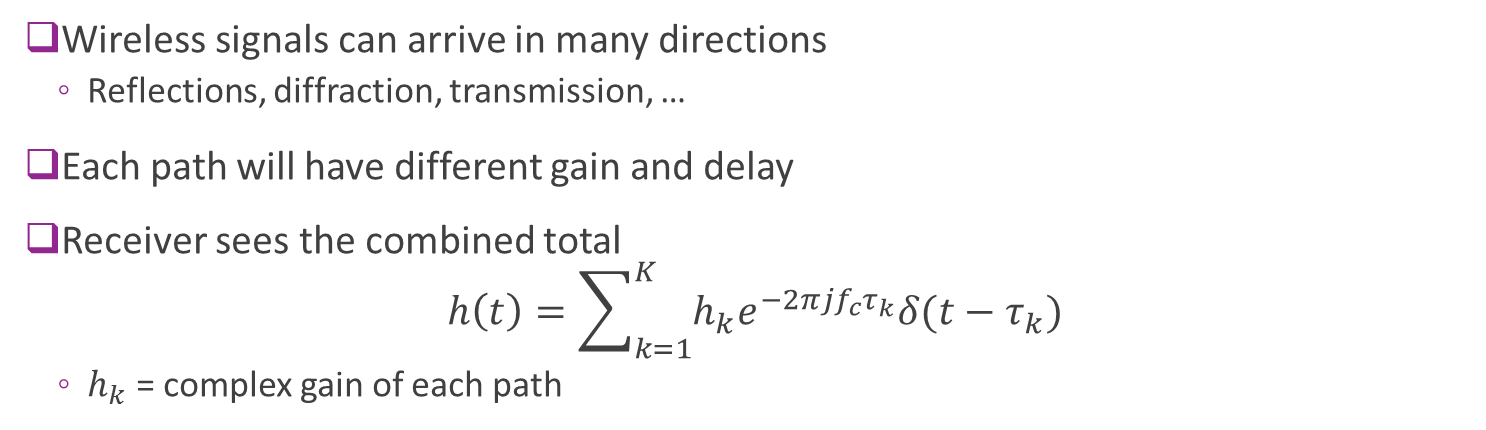 ❑Wireless signals can arrive in many directions
◦ Reflections, diffraction, transmission, …
❑Each path will have different gain and delay
❑Receiver sees the combined total
h(t) = ∑_{k=1}^{K} h_k e^{−2πjf_cτ_k} δ(t − τ_k)
◦ h_k = complex gain of each path